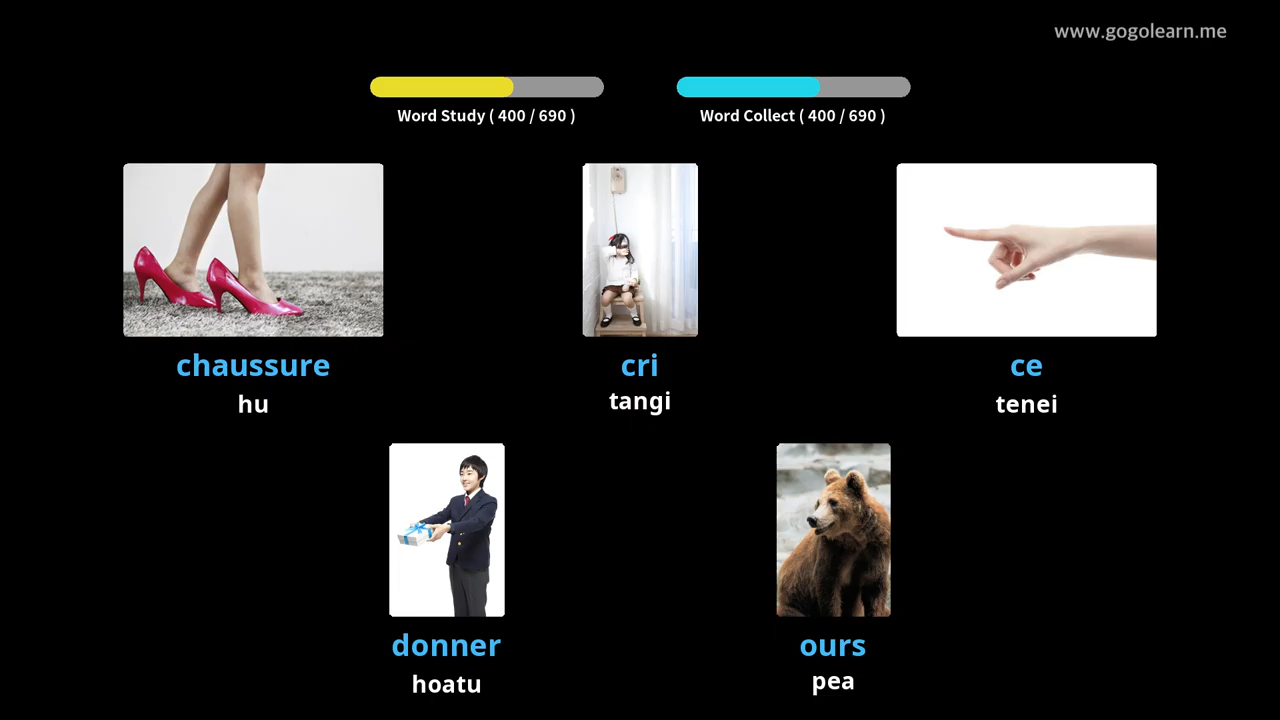 www.gogolearn.me
Word Study ( 400 / 690 )
Word Collect ( 400 / 690 )
chaussure
hu
cri
tangi
ce
tenei
donner
hoatu
ours
pea